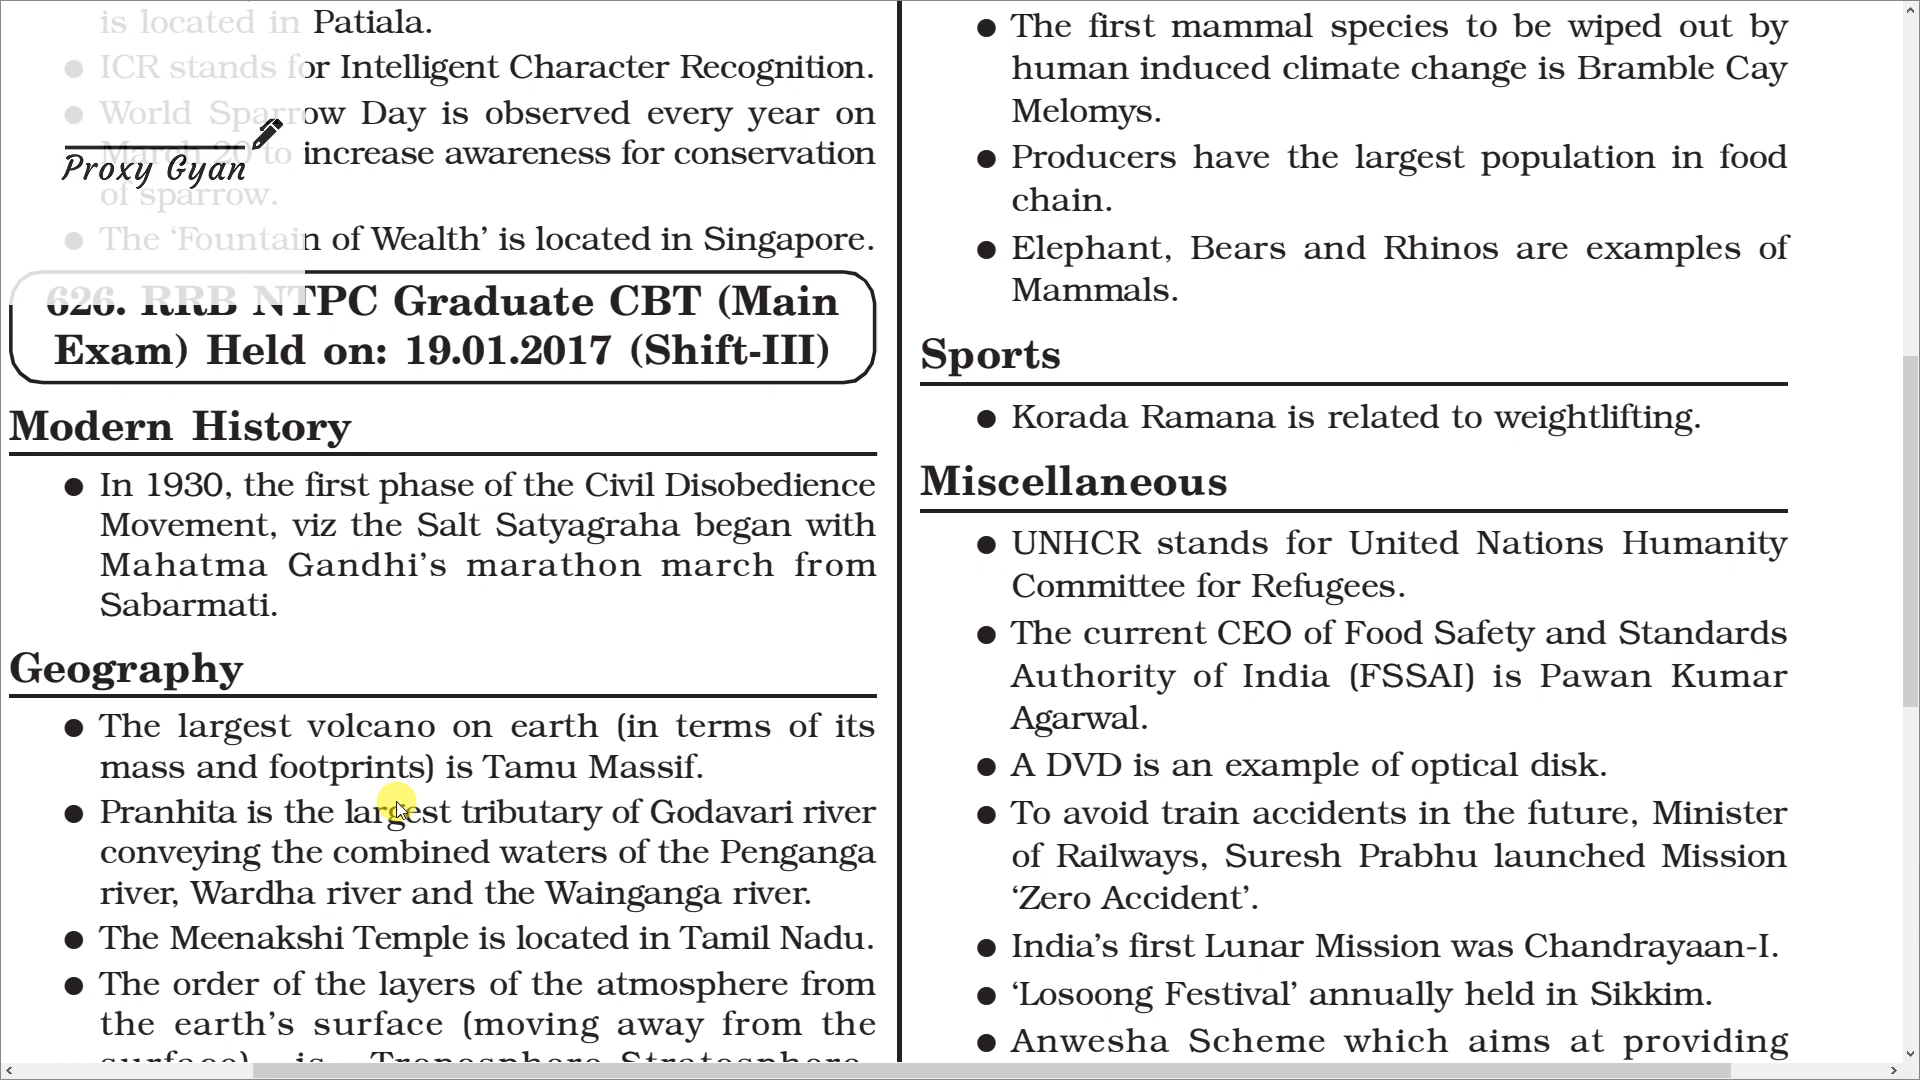 is located in Patiala.
● ICR stands for Intelligent Character Recognition.
● World Sparrow Day is observed every year on
March 20 to increase awareness for conservation
of sparrow.
Proxy Gyan
● The ‘Fountain of Wealth’ is located in Singapore.
626. RRB NTPC Graduate CBT (Main
Exam) Held on: 19.01.2017 (Shift-III)
Modern History
● In 1930, the first phase of the Civil Disobedience
Movement, viz the Salt Satyagraha began with
Mahatma Gandhi’s marathon march from
Sabarmati.
Geography
● The largest volcano on earth (in terms of its
mass and footprints) is Tamu Massif.
● Pranhita is the largest tributary of Godavari river
conveying the combined waters of the Penganga
river, Wardha river and the Wainganga river.
● The Meenakshi Temple is located in Tamil Nadu.
● The order of the layers of the atmosphere from
the earth’s surface (moving away from the
surface) is Troposphere Stratosphere
● The first mammal species to be wiped out by
human induced climate change is Bramble Cay
Melomys.
● Producers have the largest population in food
chain.
● Elephant, Bears and Rhinos are examples of
Mammals.
Sports
● Korada Ramana is related to weightlifting.
Miscellaneous
● UNHCR stands for United Nations Humanity
Committee for Refugees.
● The current CEO of Food Safety and Standards
Authority of India (FSSAI) is Pawan Kumar
Agarwal.
● A DVD is an example of optical disk.
● To avoid train accidents in the future, Minister
of Railways, Suresh Prabhu launched Mission
‘Zero Accident’.
● India’s first Lunar Mission was Chandrayaan-I.
● ‘Losoong Festival’ annually held in Sikkim.
● Anwesha Scheme which aims at providing